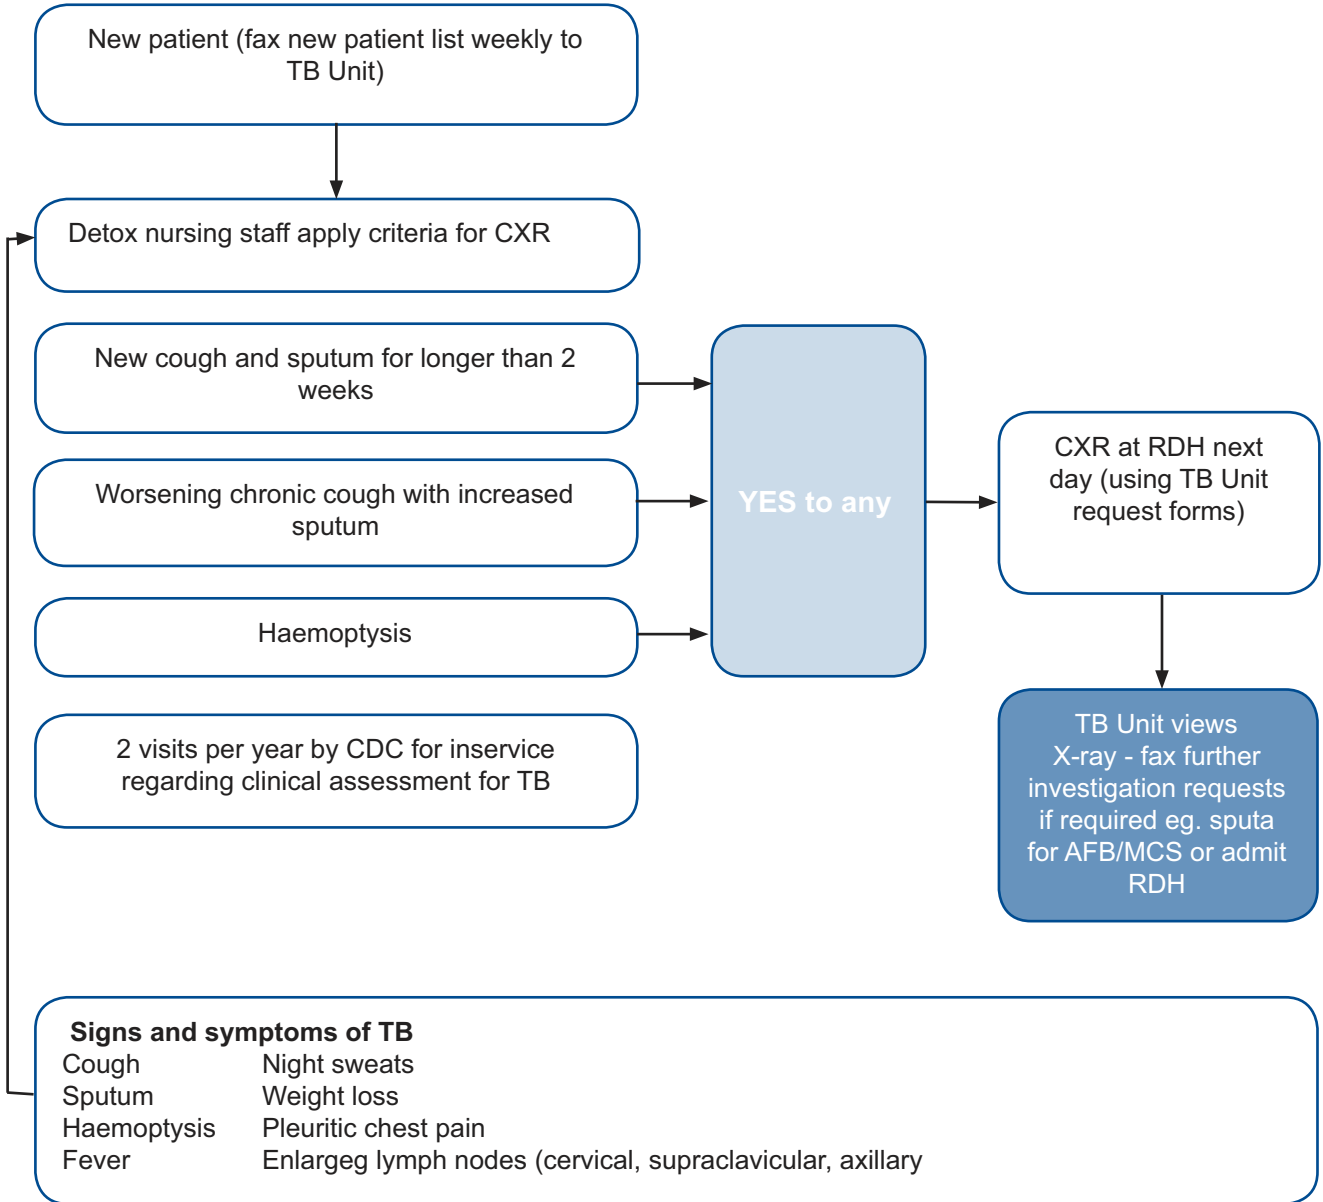 New patient (fax new patient list weekly to
TB Unit)
Detox nursing staff apply criteria for CXR
New cough and sputum for longer than 2
weeks
Worsening chronic cough with increased
sputum
Haemoptysis
2 visits per year by CDC for inservice
regarding clinical assessment for TB
YES to any
CXR at RDH next
day (using TB Unit
request forms)
TB Unit views
X-ray - fax further
investigation requests
if required eg. sputa
for AFB/MCS or admit
RDH
Signs and symptoms of TB
Cough Night sweats
Sputum Weight loss
Haemoptysis Pleuritic chest pain
Fever Enlargeg lymph nodes (cervical, supraclavicular, axillary